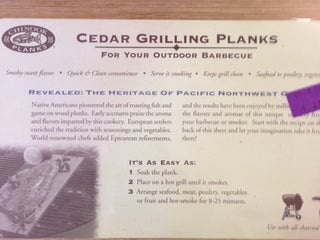 CHINOOK
PLANKS
CEDAR GRILLING PLANKS
FOR YOUR OUTDOOR BARBECUE
Smoky-sweet flavor • Quick & Clean convenience • Serve it smoking • Keeps grill clean • Seafood to poultry, veget
REVEALED: THE HERITAGE OF PACIFIC NORTHWEST
Native Americans pioneered the art of roasting fish and
game on wood planks. Early accounts praise the aroma
and flavors imparted by this cookery. European settlers
enriched the tradition with seasonings and vegetables.
World-renowned chefs added Epicurean refinements,
and the results have been enjoyed by
the flavors and aromas of this unique
your barbecue or smoker. Start with the recipe on
back of this sheet and let your imagination take it
there!
IT'S AS EASY AS:
1 Soak the plank.
2 Place on a hot grill until it smokes.
3 Arrange seafood, meat, poultry, vegetables
or fruit and hot-smoke for 8-25 minutes.
Use with all charcoal